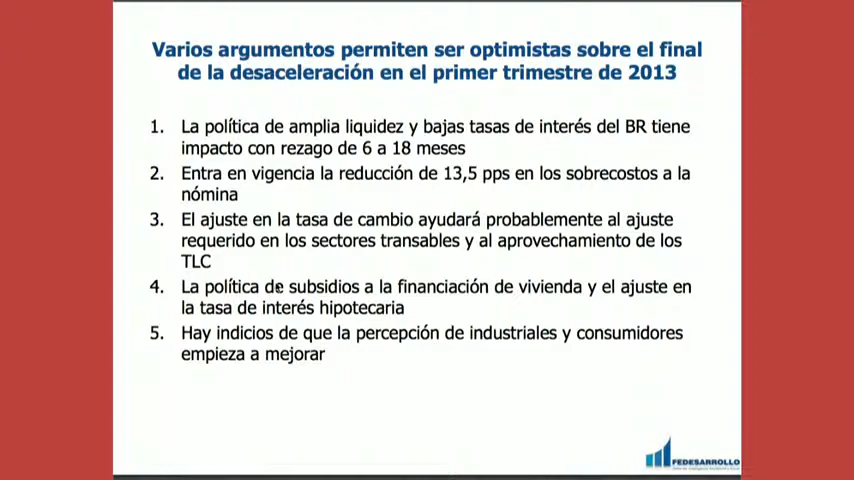 Varios argumentos permiten ser optimistas sobre el final
de la desaceleración en el primer trimestre de 2013
1. La política de amplia liquidez y bajas tasas de interés del BR tiene
impacto con rezago de 6 a 18 meses
2. Entra en vigencia la reducción de 13,5 pps en los sobrecostos a la
nómina
3. El ajuste en la tasa de cambio ayudará probablemente al ajuste
requerido en los sectores transables y al aprovechamiento de los
TLC
4. La política de subsidios a la financiación de vivienda y el ajuste en
la tasa de interés hipotecaria
5. Hay indicios de que la percepción de industriales y consumidores
empieza a mejorar
FEDESARROLLO